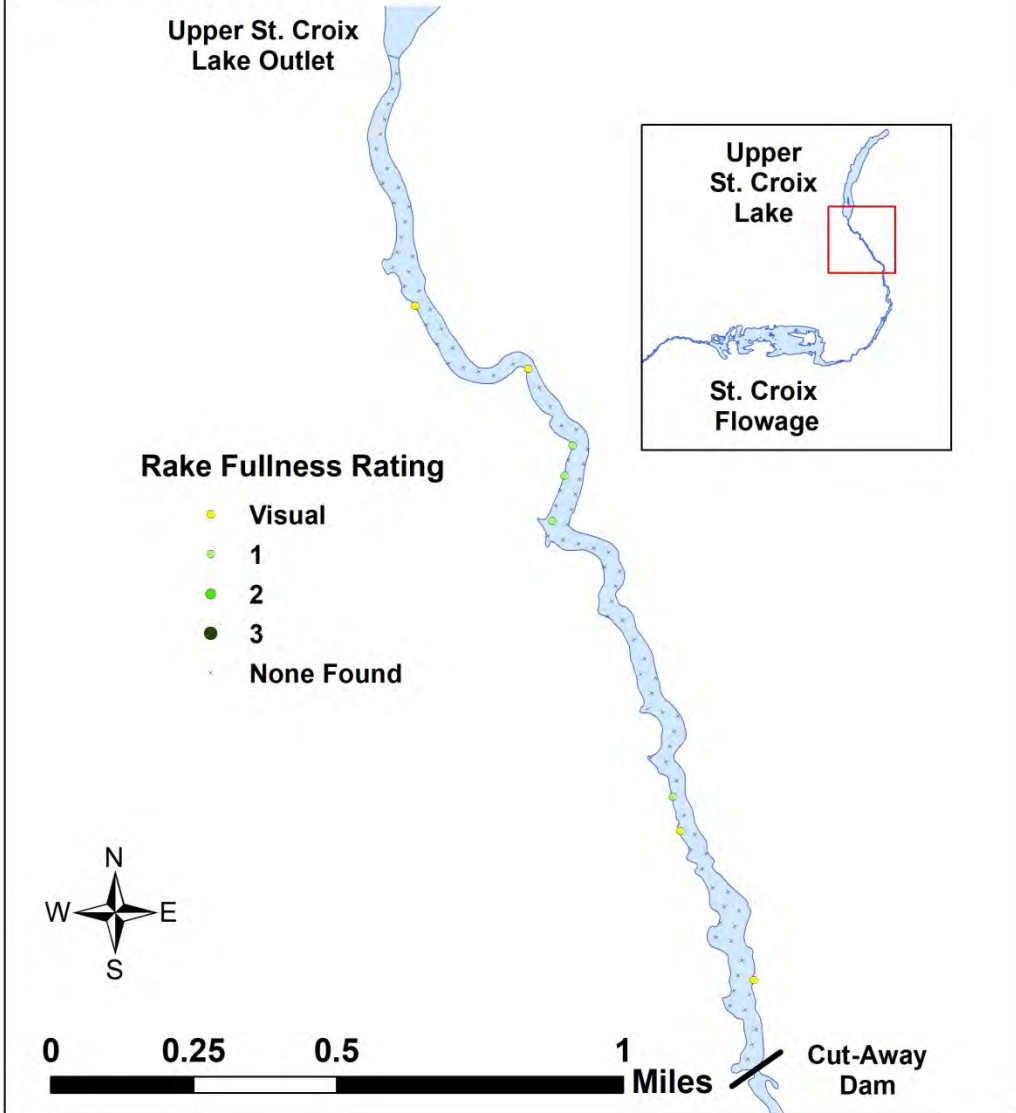 Upper St. Croix
Lake Outlet
Upper
St. Croix
Lake
St. Croix
Flowage
Rake Fullness Rating
Visual
1
2
3
None Found
N
W E
S
0 0.25 0.5 1
Miles
Cut-Away
Dam